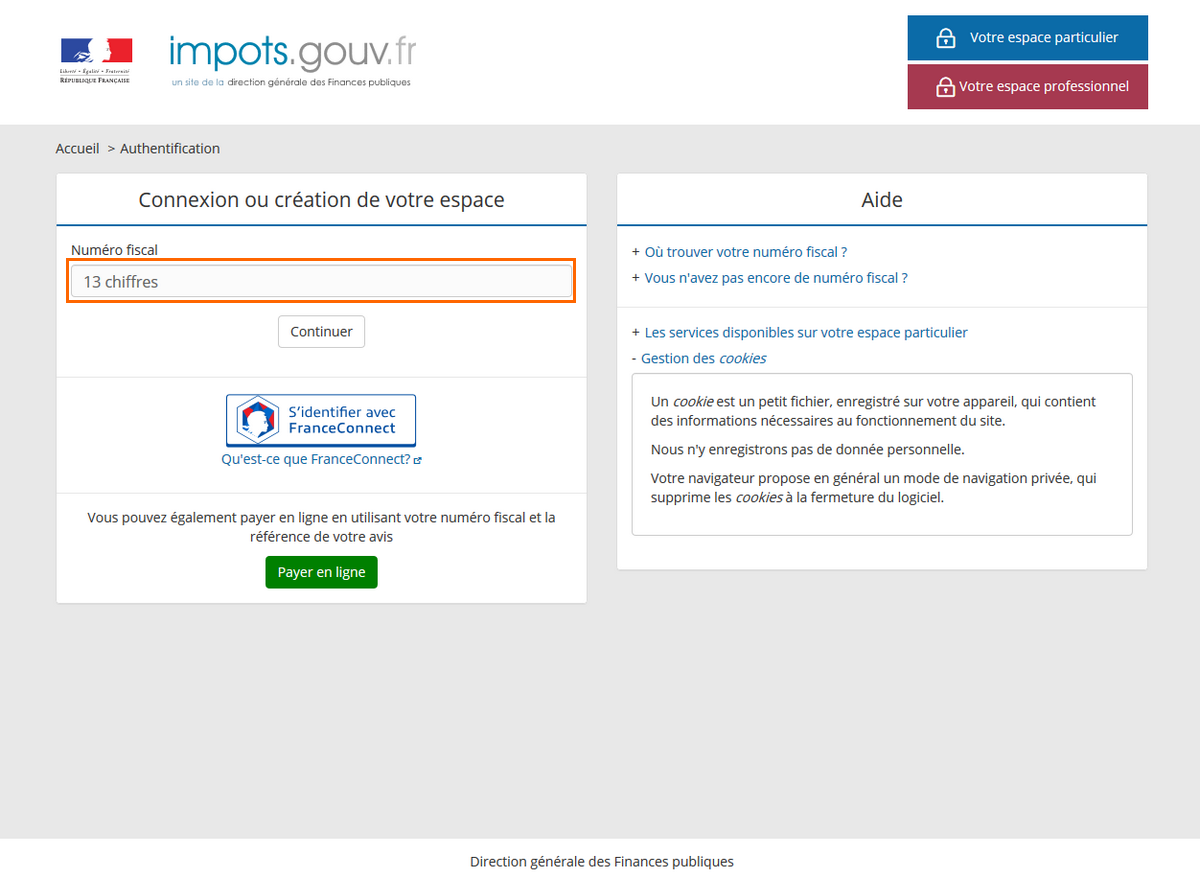 Liberté • Égalité • Fraternité
RÉPUBLIQUE FRANÇAISE
impots.gouv.fr
un site de la direction générale des Finances publiques
Votre espace particulier
Votre espace professionnel
Accueil > Authentification
Connexion ou création de votre espace
Numéro fiscal
13 chiffres
Continuer
S'identifier avec
FranceConnect
Qu'est-ce que FranceConnect?
Vous pouvez également payer en ligne en utilisant votre numéro fiscal et la
référence de votre avis
Payer en ligne
Aide
+ Où trouver votre numéro fiscal ?
+ Vous n'avez pas encore de numéro fiscal ?
+ Les services disponibles sur votre espace particulier
- Gestion des cookies
Un cookie est un petit fichier, enregistré sur votre appareil, qui contient
des informations nécessaires au fonctionnement du site.
Nous n'y enregistrons pas de donnée personnelle.
Votre navigateur propose en général un mode de navigation privée, qui
supprime les cookies à la fermeture du logiciel.
Direction générale des Finances publiques